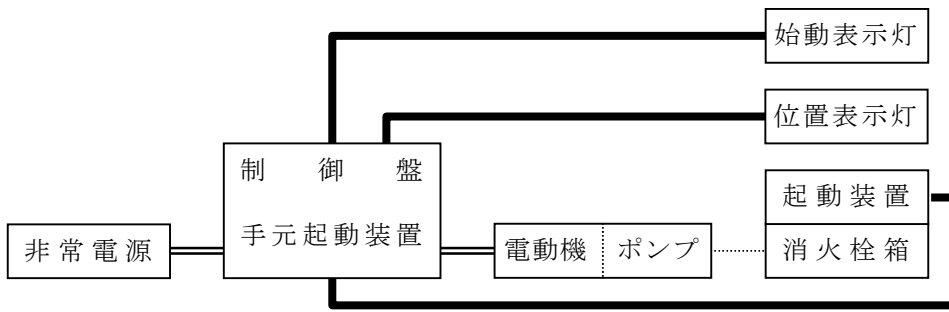 始動表示灯
位置表示灯
制御盤
手元起動装置
起動装置
消火栓箱
非常電源
電動機
ポンプ